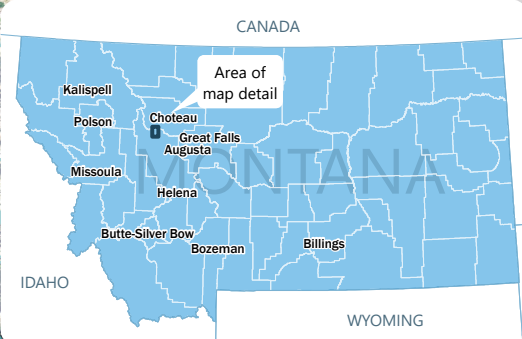 CANADA
Area of
map detail
Kalispell
Choteau
Polson
Great Falls
Augusta
MONTANA
Missoula
Helena
Butte-Silver Bow
Bozeman
Billings
IDAHO
WYOMING